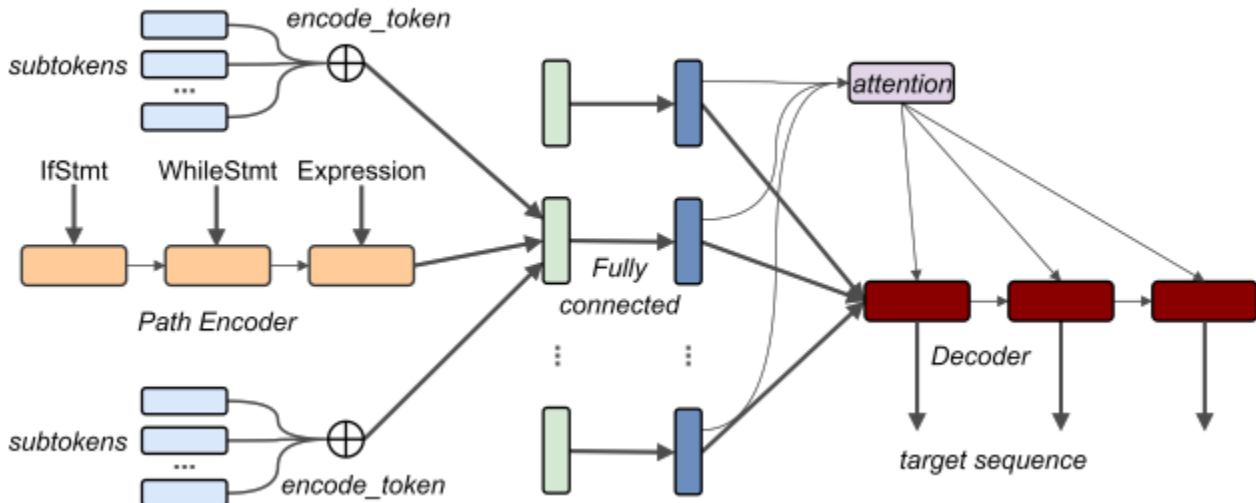 encode_token
subtokens
...
attention
IfStmt
WhileStmt
Expression
Fully
connected
Path Encoder
Decoder
...
...
subtokens
...
encode_token
target sequence